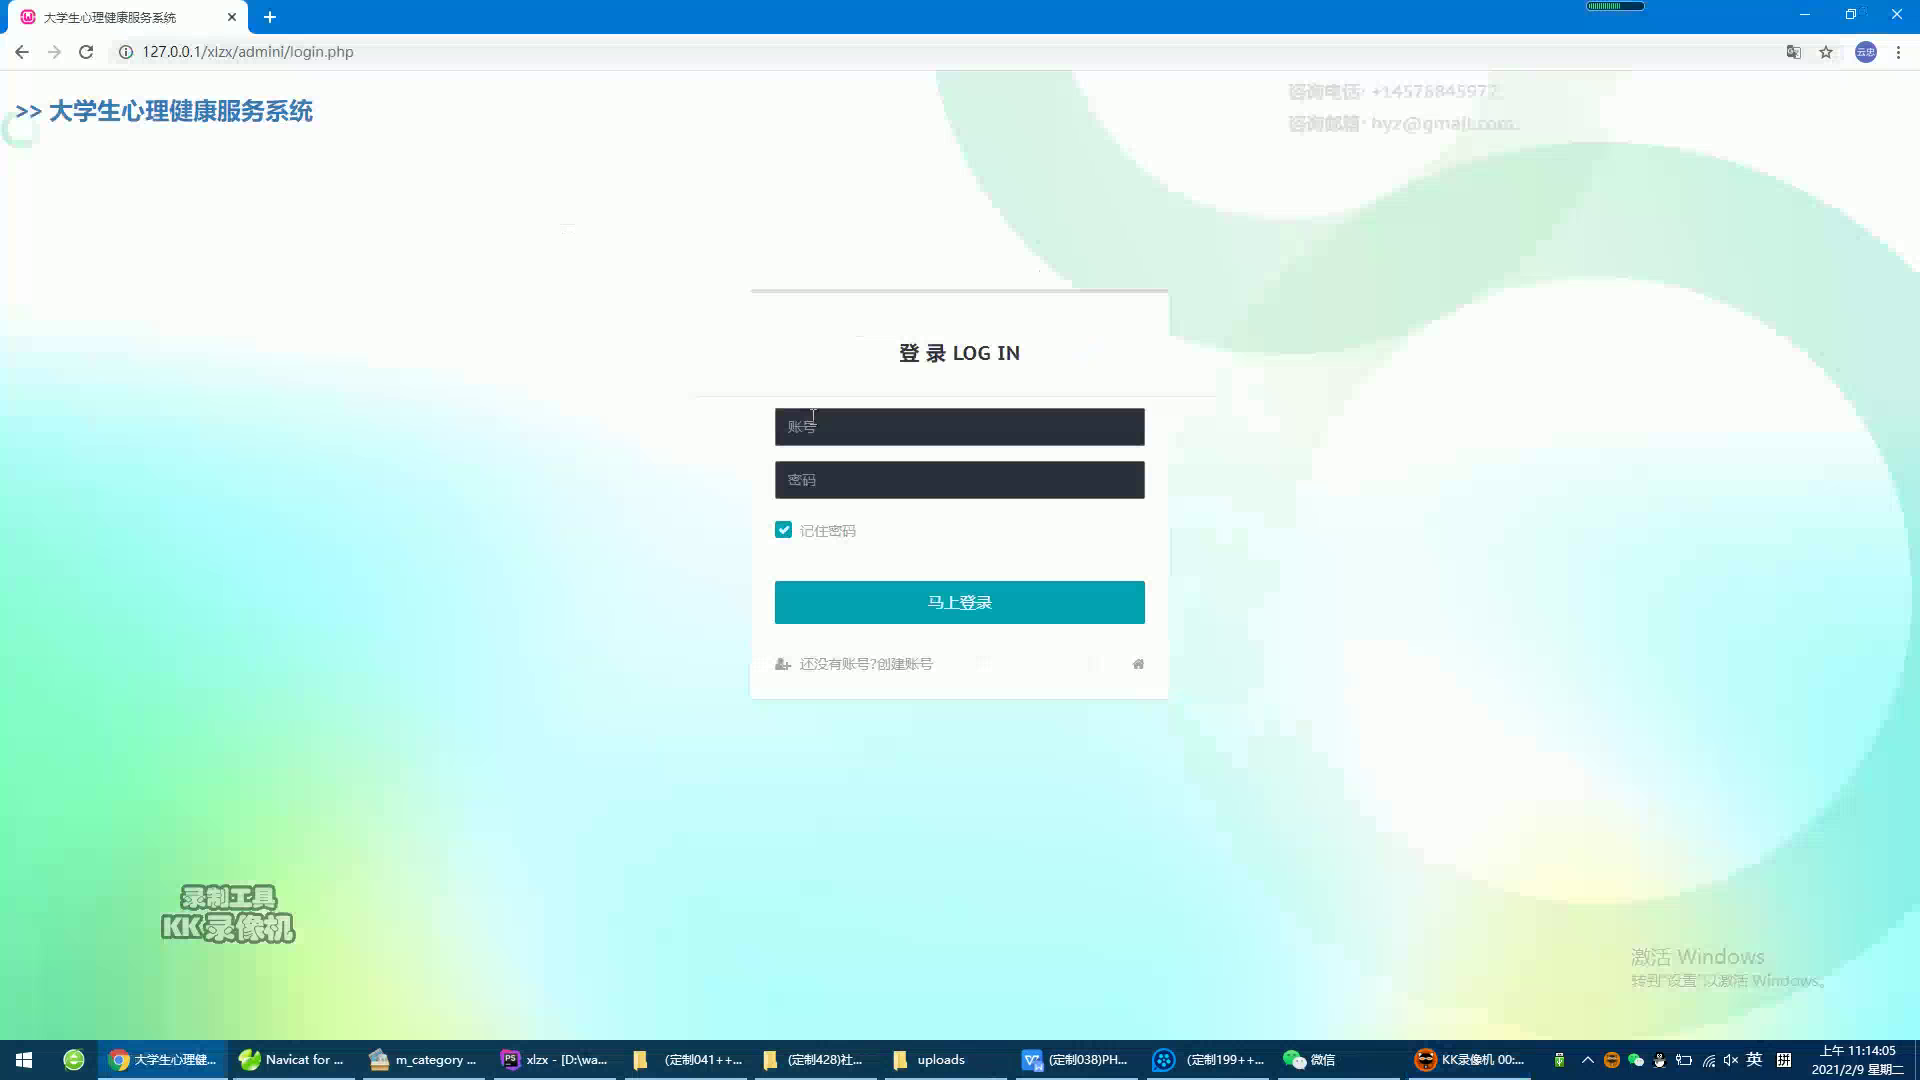 大学生心理健康服务系统
127.0.0.1/xlzx/admini/login.php
云忠
>> 大学生心理健康服务系统
咨询电话: +14576845972
咨询邮箱: hyz@gmail.com
登 录 LOG IN
账号
密码
记住密码
马上登录
还没有账号?创建账号
录制工具
KK录像机
激活 Windows
转到"设置"以激活 Windows。
大学生心理健...
Navicat for ...
m_category ...
xlzx - [D:\wa...
(定制041++...
(定制428)社...
uploads
(定制038)PH...
(定制199++...
微信
KK录像机 00:...
英
拼
上午 11:14:05
2021/2/9 星期二